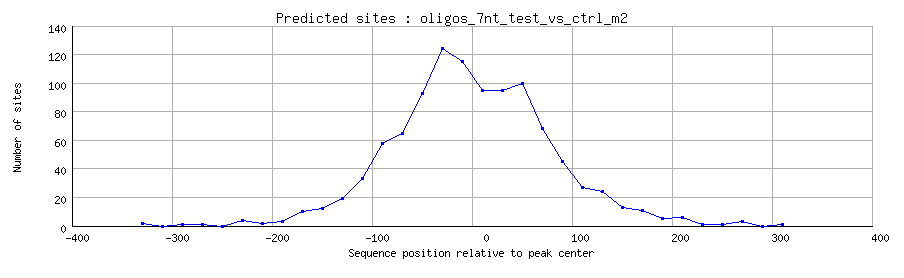 Predicted sites : oligos_7nt_test_vs_ctrl_m2
140
120
100
80
60
40
20
0
Number of sites
-400 -300 -200 -100 0 100 200 300 400
Sequence position relative to peak center